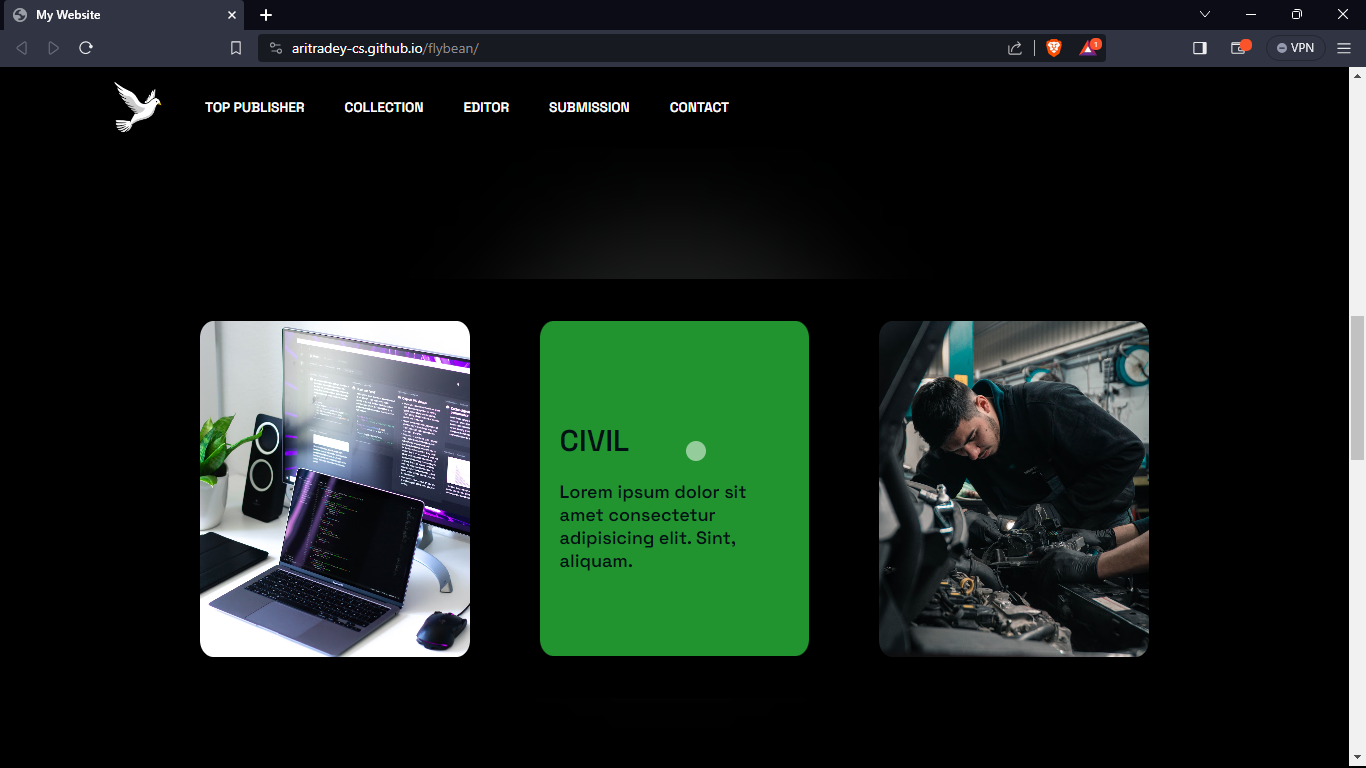 My Website
aritradey-cs.github.io/flybean/
1
VPN
TOP PUBLISHER COLLECTION EDITOR SUBMISSION CONTACT
CIVIL
Lorem ipsum dolor sit
amet consectetur
adipisicing elit. Sint,
aliquam.